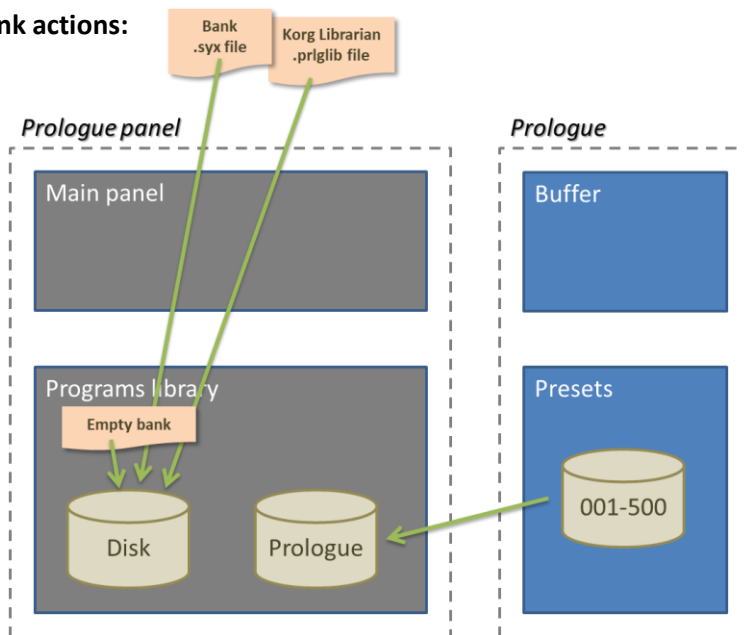 nk actions:
Bank
.syx file
Korg Librarian
.prlglib file
Prologue panel
Prologue
Main panel
Buffer
Programs library
Presets
Empty bank
001-500
Disk
Prologue